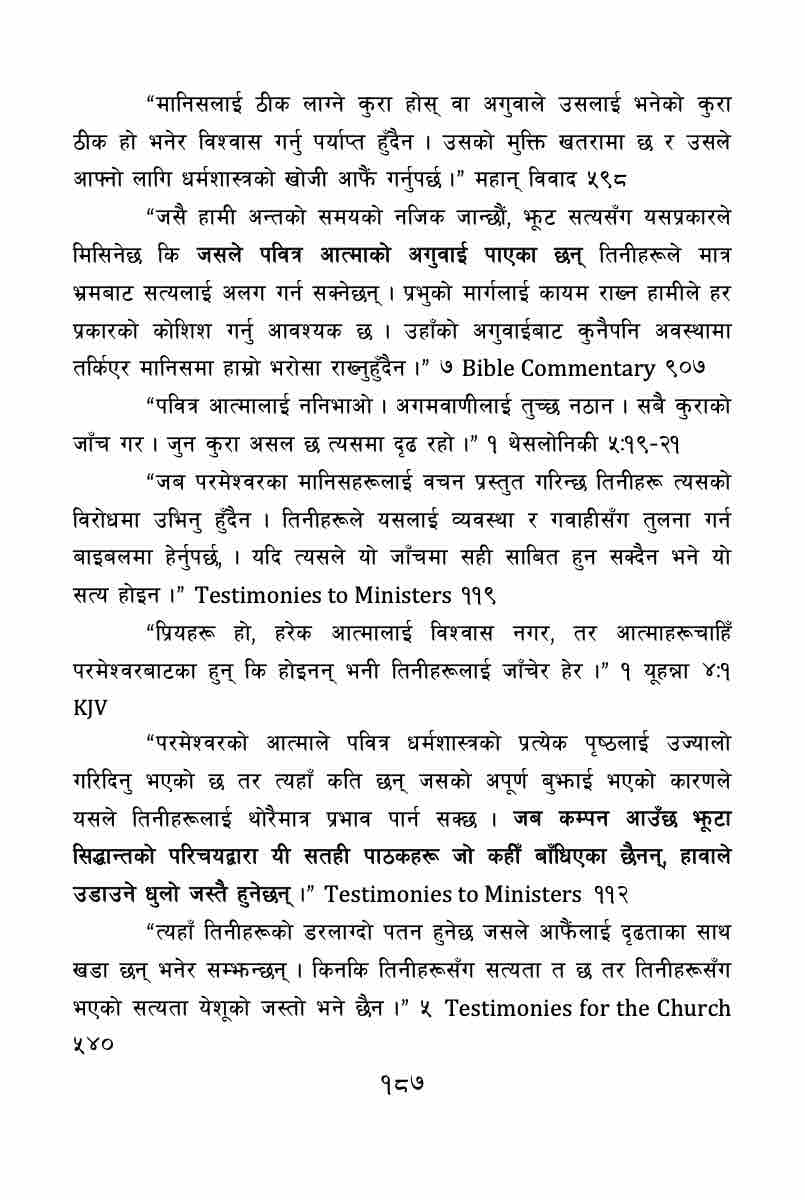 “मानिसलाई ठीक लाग्ने कुरा होस् वा अगुवाले उसलाई भनेको कुरा
ठीक हो भनेर विश्वास गर्नु पर्याप्त हुँदैन । उसको मुक्ति खतरामा छ र उसले
आफ्नो लागि धर्मशास्त्रको खोजी आफैं गर्नुपर्छ ।” महान् विवाद ५९८
“जसै हामी अन्तको समयको नजिक जान्छौं, झूट सत्यसँग यसप्रकारले
मिसिनेछ कि जसले पवित्र आत्माको अगुवाई पाएका छन् तिनीहरूले मात्र
भ्रमबाट सत्यलाई अलग गर्न सक्नेछन् । प्रभुको मार्गलाई कायम राख्न हामीले हर
प्रकारको कोशिश गर्नु आवश्यक छ । उहाँको अगुवाईबाट कुनैपनि अवस्थामा
तर्किएर मानिसमा हाम्रो भरोसा राख्नुहुँदैन ।” ७ Bible Commentary ९०७
“पवित्र आत्मालाई ननिभाओ । अगमवाणीलाई तुच्छ नठान । सबै कुराको
जाँच गर । जुन कुरा असल छ त्यसमा दृढ रहो ।” १ थेसलोनिकी ५:१९-२१
“जब परमेश्वरका मानिसहरूलाई वचन प्रस्तुत गरिन्छ तिनीहरू त्यसको
विरोधमा उभिनु हुँदैन । तिनीहरूले यसलाई व्यवस्था र गवाहीसँग तुलना गर्न
बाइबलमा हेर्नुपर्छ, । यदि त्यसले यो जाँचमा सही साबित हुन सक्दैन भने यो
सत्य होइन ।” Testimonies to Ministers ११९
“प्रियहरू हो, हरेक आत्मालाई विश्वास नगर, तर आत्माहरूचाहिँ
परमेश्वरबाटका हुन् कि होइनन् भनी तिनीहरूलाई जाँचेर हेर ।” १ यूहन्ना ४:१
KJV
“परमेश्वरको आत्माले पवित्र धर्मशास्त्रको प्रत्येक पृष्ठलाई उज्यालो
गरिदिनु भएको छ तर त्यहाँ कति छन् जसको अपूर्ण बुझाई भएको कारणले
यसले तिनीहरूलाई थोरैमात्र प्रभाव पार्न सक्छ । जब कम्पन आउँछ झूटा
सिद्धान्तको परिचयद्वारा यी सतही पाठकहरू जो कहीँ बाँधिएका छैनन्, हावाले
उडाउने धुलो जस्तै हुनेछन् ।” Testimonies to Ministers ११२
“त्यहाँ तिनीहरूको डरलाग्दो पतन हुनेछ जसले आफैंलाई दृढताका साथ
खडा छन् भनेर सम्झन्छन् । किनकि तिनीहरूसँग सत्यता त छ तर तिनीहरूसँग
भएको सत्यता येशूको जस्तो भने छैन ।” ५ Testimonies for the Church
५४०
१८७